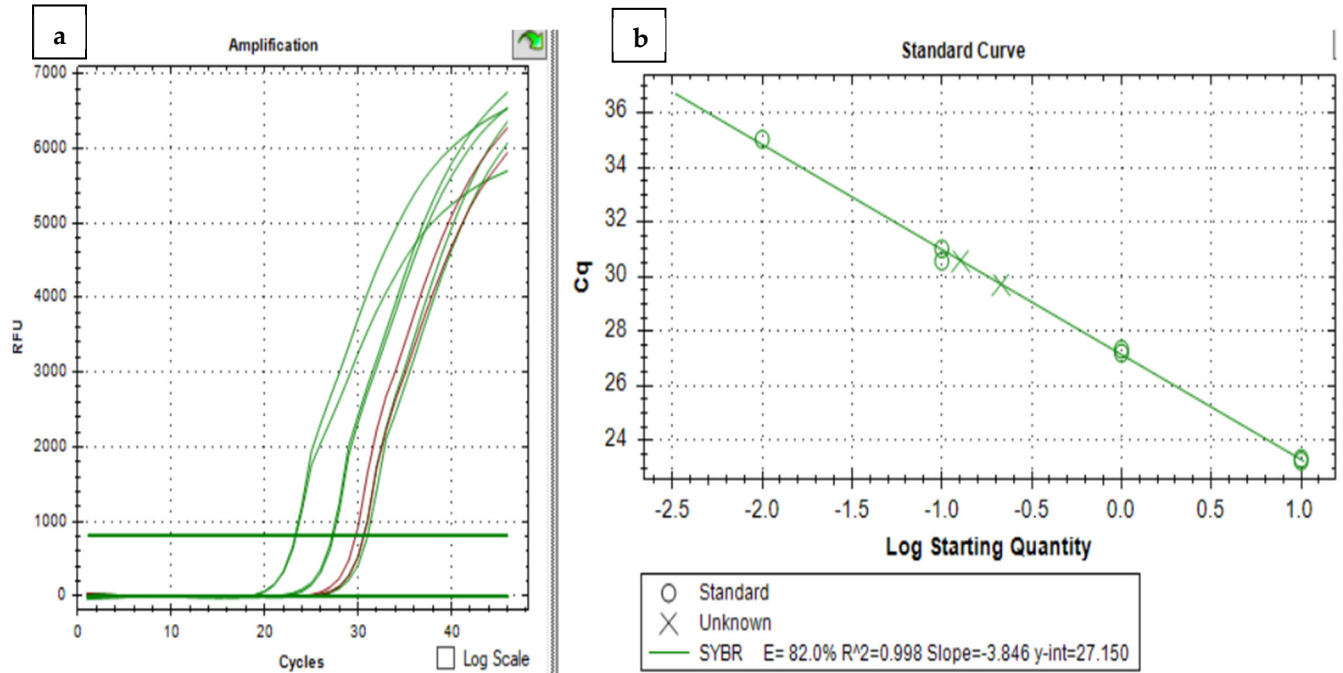 a
Amplification
7000
6000
5000
4000
3000
2000
1000
0
RFU
0 10 20 30 40
Cycles
Log Scale
b
Standard Curve
36
34
32
30
28
26
24
Cq
-2.5 -2.0 -1.5 -1.0 -0.5 0.0 0.5 1.0
Log Starting Quantity
Standard
Unknown
SYBR E= 82.0% R^2=0.998 Slope=-3.846 y-int=27.150